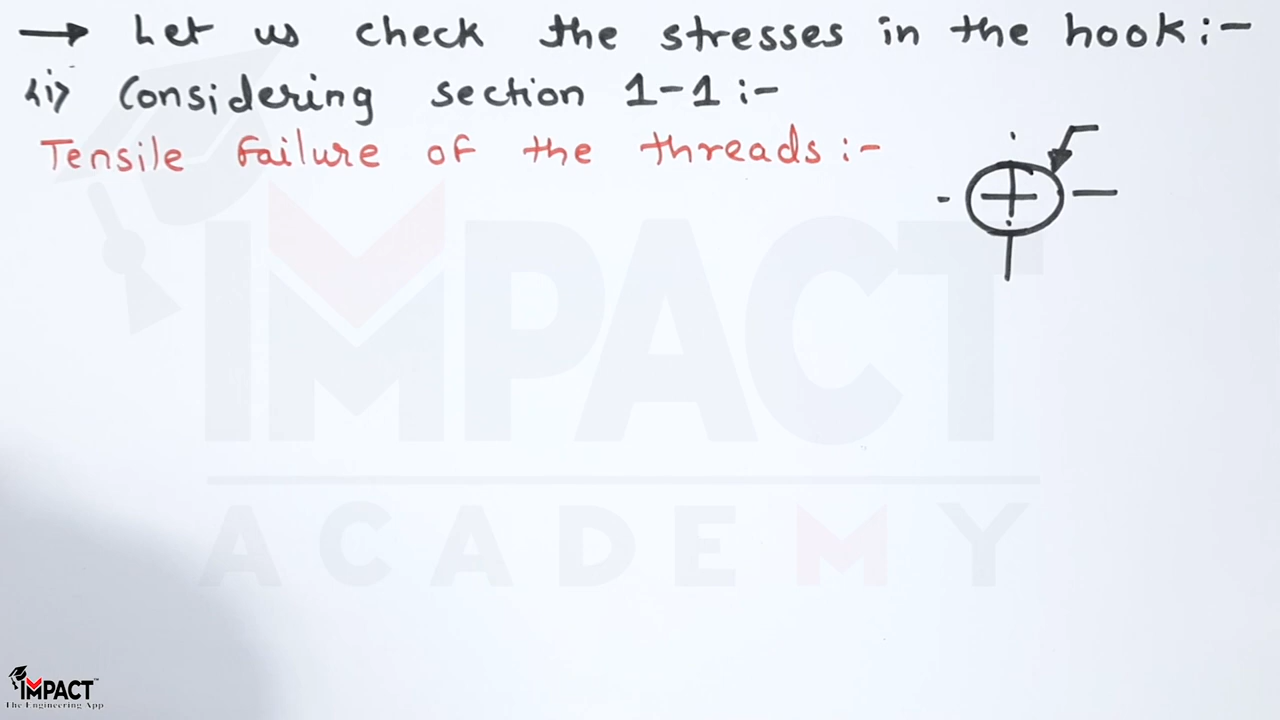 → Let us check the stresses in the hook:-
(i) Considering section 1-1:-
Tensile Failure of the threads:-
IMPACT
ACADEMY
IMPACT
The Engineering App